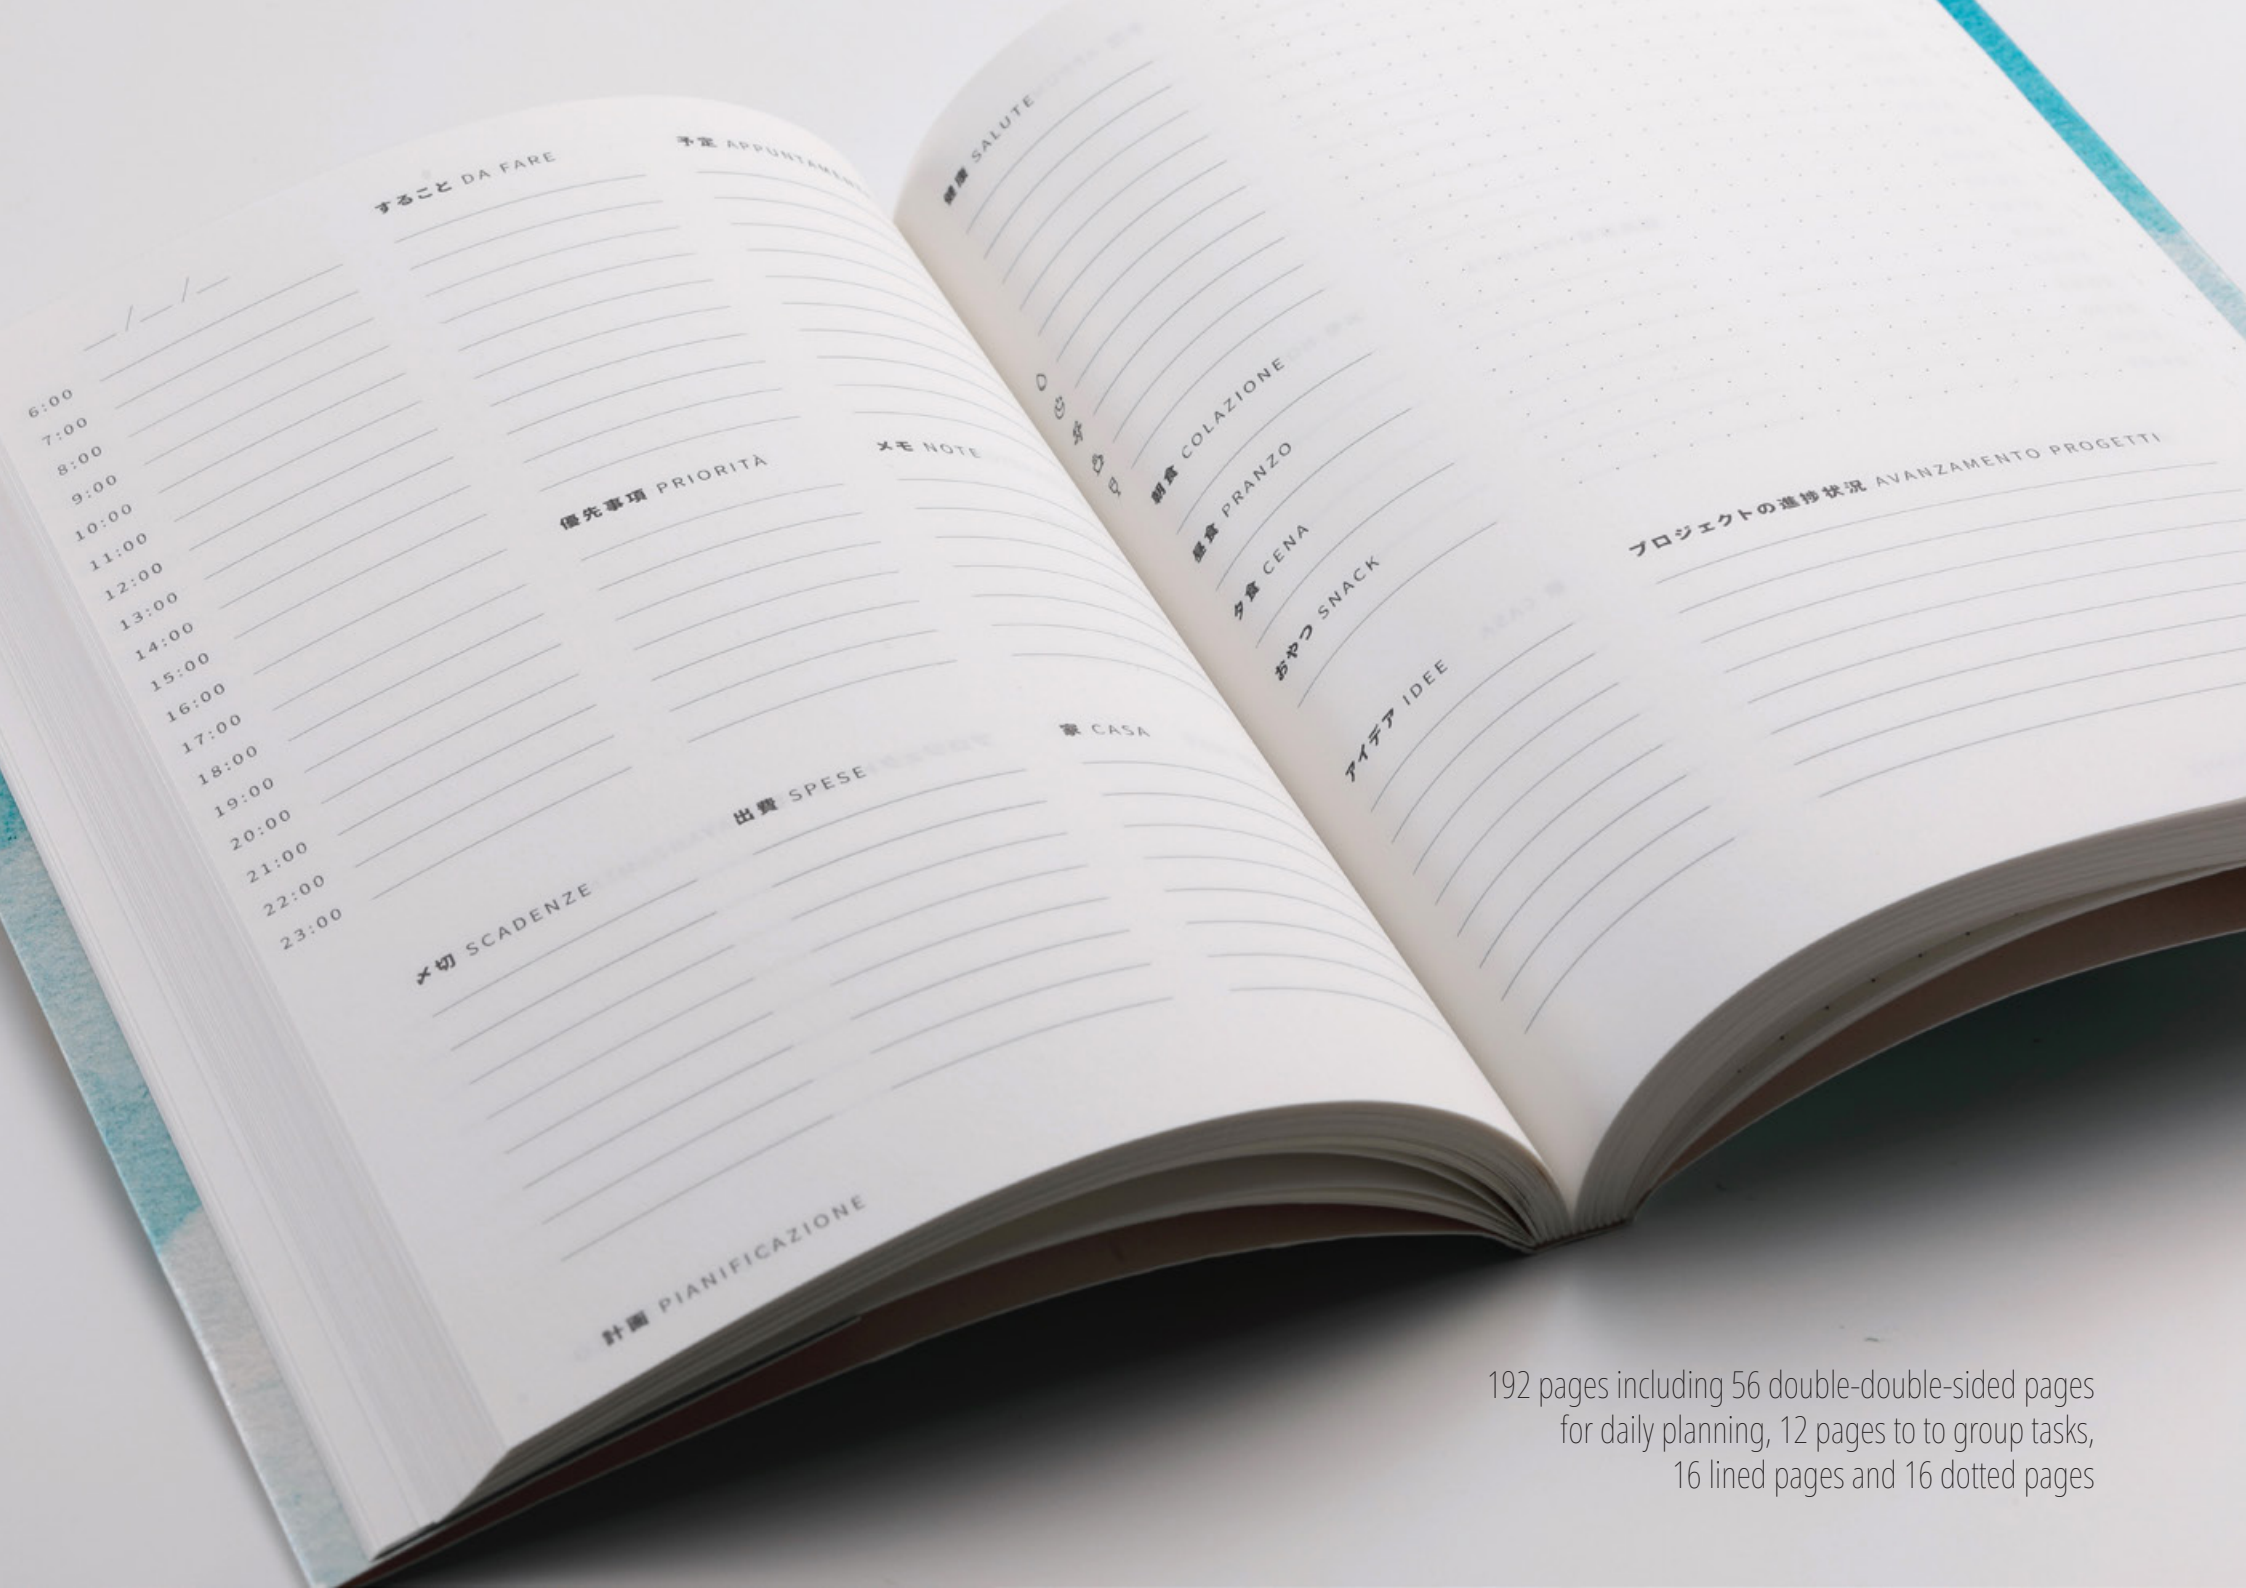 __/__/__
6:00
7:00
8:00
9:00
10:00
11:00
12:00
13:00
14:00
15:00
16:00
17:00
18:00
19:00
20:00
21:00
22:00
23:00
すること DA FARE
優先事項 PRIORITÀ
〆切 SCADENZE
出費 SPESE
計画 PIANIFICAZIONE
予定 APPUNTAMENTI
メモ NOTE
家 CASA
健康 SALUTE
朝食 COLAZIONE
昼食 PRANZO
夕食 CENA
おやつ SNACK
アイデア IDEE
プロジェクトの進捗状況 AVANZAMENTO PROGETTI
192 pages including 56 double-double-sided pages
for daily planning, 12 pages to to group tasks,
16 lined pages and 16 dotted pages